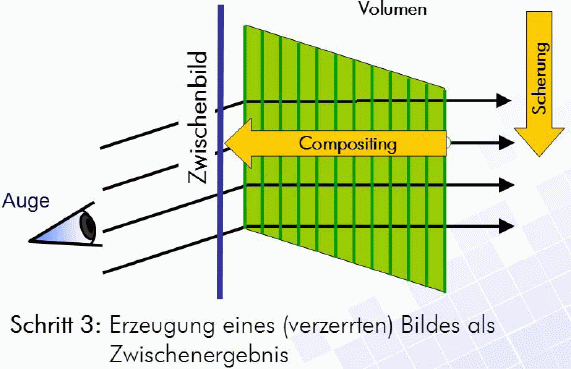 Volumen
Zwischenbild
Scherung
Compositing
Auge
Schritt 3: Erzeugung eines (verzerrten) Bildes als
Zwischenergebnis